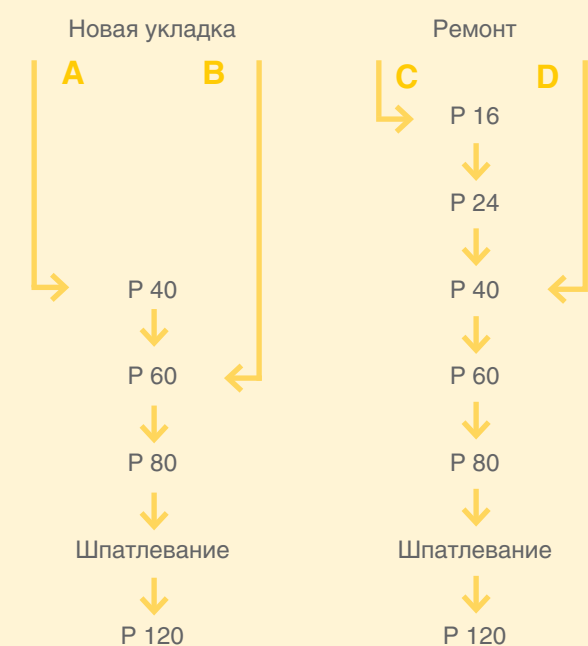 Новая укладка
A
B
P 40
P 60
P 80
Шпатлевание
P 120
Ремонт
C
D
P 16
P 24
P 40
P 60
P 80
Шпатлевание
P 120